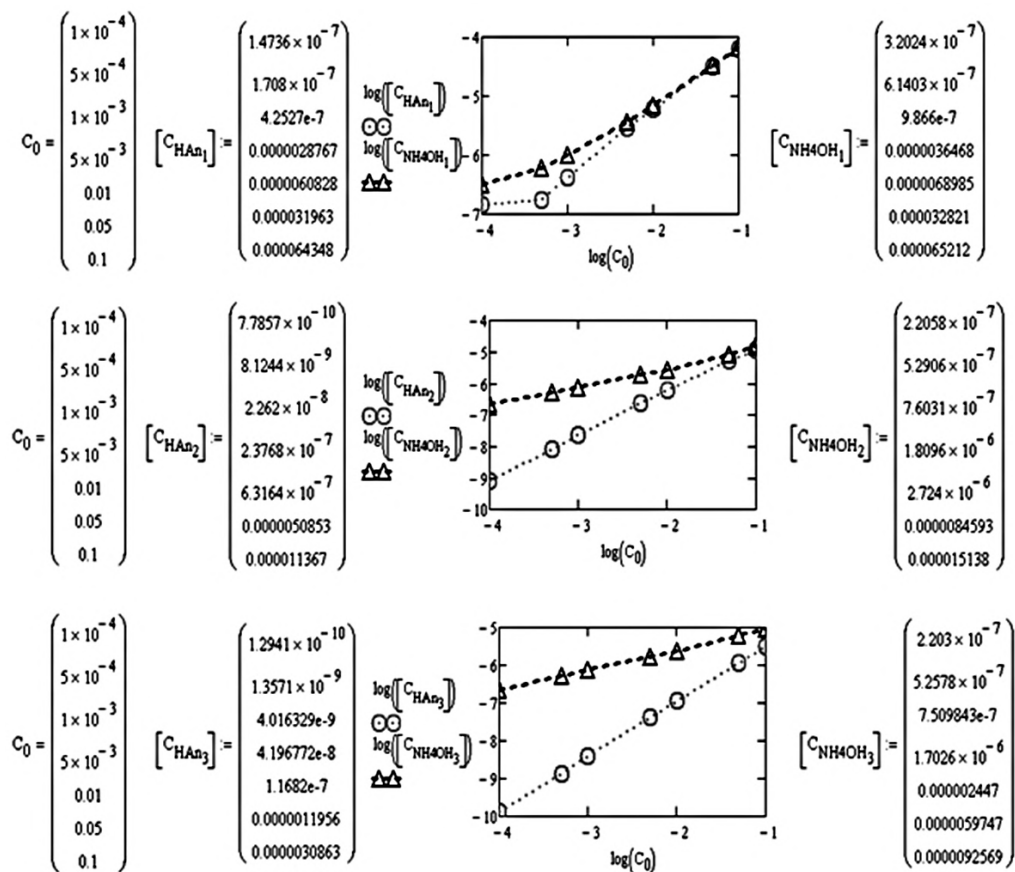 C₀ =
1 × 10⁻⁴
5 × 10⁻⁴
1 × 10⁻³
5 × 10⁻³
0.01
0.05
0.1
[C_HAn₁] :=
1.4736 × 10⁻⁷
1.708 × 10⁻⁷
4.2527e-7
0.0000028767
0.0000060828
0.000031963
0.000064348
log([C_HAn₁])
log([C_NH4OH₁])
-4
-5
-6
-7
-4 -3 -2 -1
log(C₀)
[C_NH4OH₁] :=
3.2024 × 10⁻⁷
6.1403 × 10⁻⁷
9.866e-7
0.0000036468
0.0000068985
0.000032821
0.000065212
C₀ =
1 × 10⁻⁴
5 × 10⁻⁴
1 × 10⁻³
5 × 10⁻³
0.01
0.05
0.1
[C_HAn₂] :=
7.7857 × 10⁻¹⁰
8.1244 × 10⁻⁹
2.262 × 10⁻⁸
2.3768 × 10⁻⁷
6.3164 × 10⁻⁷
0.0000050853
0.000011367
log([C_HAn₂])
log([C_NH4OH₂])
-4
-5
-6
-7
-8
-9
-10
-4 -3 -2 -1
log(C₀)
[C_NH4OH₂] :=
2.2058 × 10⁻⁷
5.2906 × 10⁻⁷
7.6031 × 10⁻⁷
1.8096 × 10⁻⁶
2.724 × 10⁻⁶
0.0000084593
0.000015138
C₀ =
1 × 10⁻⁴
5 × 10⁻⁴
1 × 10⁻³
5 × 10⁻³
0.01
0.05
0.1
[C_HAn₃] :=
1.2941 × 10⁻¹⁰
1.3571 × 10⁻⁹
4.016329e-9
4.196772e-8
1.1682e-7
0.0000011956
0.0000030863
log([C_HAn₃])
log([C_NH4OH₃])
-5
-6
-7
-8
-9
-10
-4 -3 -2 -1
log(C₀)
[C_NH4OH₃] :=
2.203 × 10⁻⁷
5.2578 × 10⁻⁷
7.509843e-7
1.7026 × 10⁻⁶
0.000002447
0.0000059747
0.0000092569